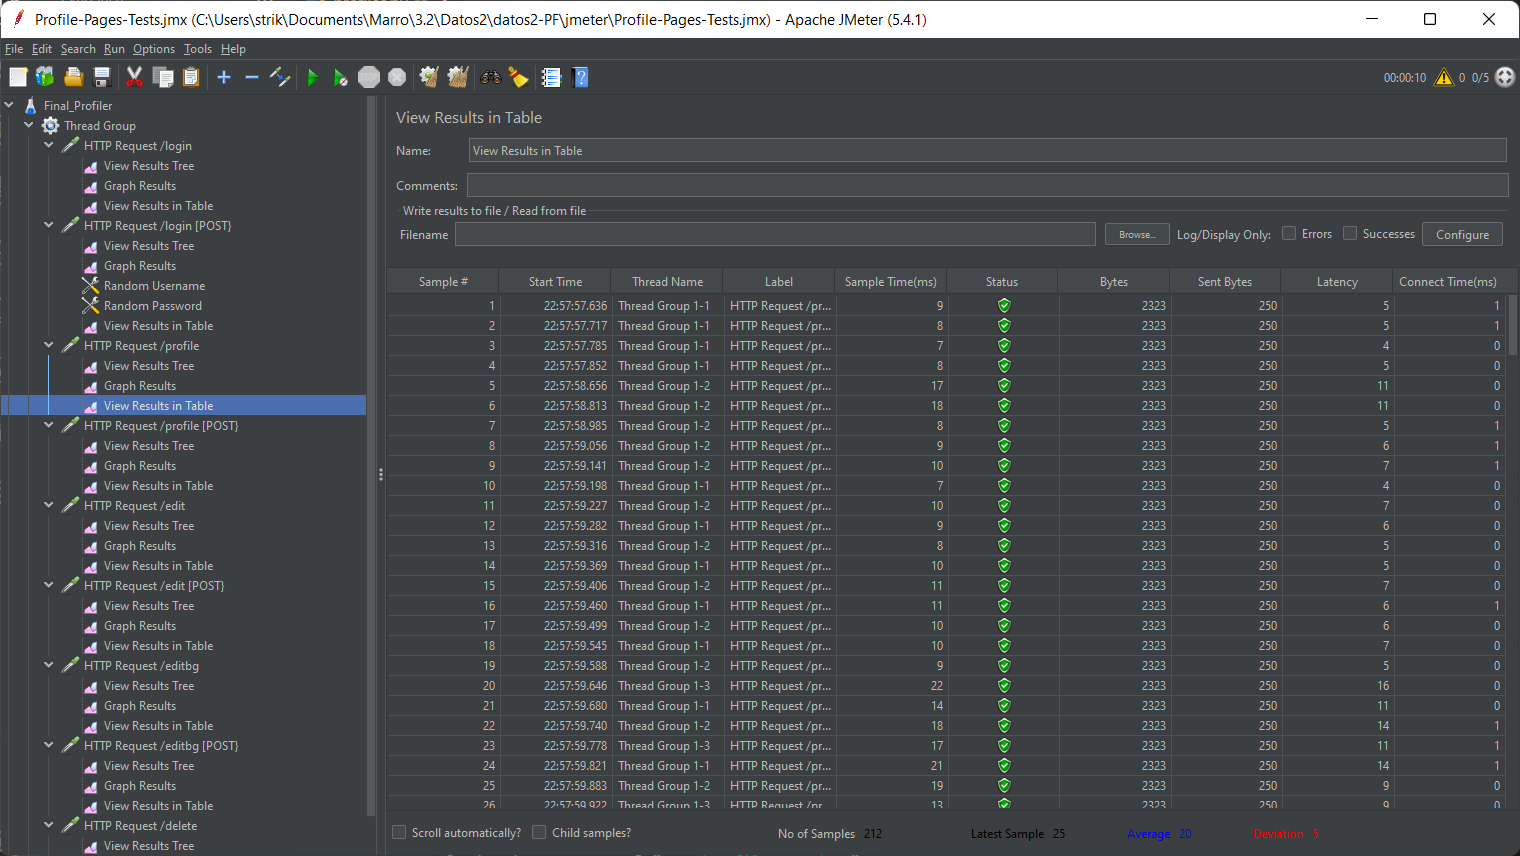 Profile-Pages-Tests.jmx (C:\Users\strik\Documents\Marro\3.2\Datos2\datos2-PF\jmeter\Profile-Pages-Tests.jmx) - Apache JMeter (5.4.1)
File Edit Search Run Options Tools Help
STOP
00:00:10 0 0/5
Final_Profiler
Thread Group
HTTP Request /login
View Results Tree
Graph Results
View Results in Table
HTTP Request /login [POST}
View Results Tree
Graph Results
Random Username
Random Password
View Results in Table
HTTP Request /profile
View Results Tree
Graph Results
View Results in Table
HTTP Request /profile [POST}
View Results Tree
Graph Results
View Results in Table
HTTP Request /edit
View Results Tree
Graph Results
View Results in Table
HTTP Request /edit [POST}
View Results Tree
Graph Results
View Results in Table
HTTP Request /editbg
View Results Tree
Graph Results
View Results in Table
HTTP Request /editbg [POST}
View Results Tree
Graph Results
View Results in Table
HTTP Request /delete
View Results Tree
View Results in Table
Name: View Results in Table
Comments:
Write results to file / Read from file
Filename Browse... Log/Display Only: Errors Successes Configure
Sample # Start Time Thread Name Label Sample Time(ms) Status Bytes Sent Bytes Latency Connect Time(ms)
1 22:57:57.636 Thread Group 1-1 HTTP Request /pr... 9 2323 250 5 1
2 22:57:57.717 Thread Group 1-1 HTTP Request /pr... 8 2323 250 5 1
3 22:57:57.785 Thread Group 1-1 HTTP Request /pr... 7 2323 250 4 0
4 22:57:57.852 Thread Group 1-1 HTTP Request /pr... 8 2323 250 5 0
5 22:57:58.656 Thread Group 1-2 HTTP Request /pr... 17 2323 250 11 0
6 22:57:58.813 Thread Group 1-2 HTTP Request /pr... 18 2323 250 11 0
7 22:57:58.985 Thread Group 1-2 HTTP Request /pr... 8 2323 250 5 1
8 22:57:59.056 Thread Group 1-2 HTTP Request /pr... 9 2323 250 6 1
9 22:57:59.141 Thread Group 1-2 HTTP Request /pr... 10 2323 250 7 1
10 22:57:59.198 Thread Group 1-1 HTTP Request /pr... 7 2323 250 4 0
11 22:57:59.227 Thread Group 1-2 HTTP Request /pr... 10 2323 250 7 0
12 22:57:59.282 Thread Group 1-1 HTTP Request /pr... 9 2323 250 6 0
13 22:57:59.316 Thread Group 1-2 HTTP Request /pr... 8 2323 250 5 0
14 22:57:59.369 Thread Group 1-1 HTTP Request /pr... 10 2323 250 5 0
15 22:57:59.406 Thread Group 1-2 HTTP Request /pr... 11 2323 250 7 0
16 22:57:59.460 Thread Group 1-1 HTTP Request /pr... 11 2323 250 6 1
17 22:57:59.499 Thread Group 1-2 HTTP Request /pr... 10 2323 250 6 0
18 22:57:59.545 Thread Group 1-1 HTTP Request /pr... 10 2323 250 7 0
19 22:57:59.588 Thread Group 1-2 HTTP Request /pr... 9 2323 250 5 0
20 22:57:59.646 Thread Group 1-3 HTTP Request /pr... 22 2323 250 16 0
21 22:57:59.680 Thread Group 1-1 HTTP Request /pr... 14 2323 250 11 0
22 22:57:59.740 Thread Group 1-2 HTTP Request /pr... 18 2323 250 14 1
23 22:57:59.778 Thread Group 1-3 HTTP Request /pr... 17 2323 250 11 1
24 22:57:59.821 Thread Group 1-1 HTTP Request /pr... 21 2323 250 14 1
25 22:57:59.883 Thread Group 1-2 HTTP Request /pr... 19 2323 250 9 0
26 22:57:59.922 Thread Group 1-3 HTTP Request /pr... 13 2323 250 9 0
Scroll automatically? Child samples? No of Samples 212 Latest Sample 25 Average 20 Deviation 5